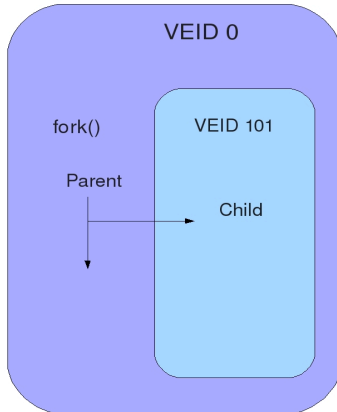 VEID 0
fork()
VEID 101
Parent
Child